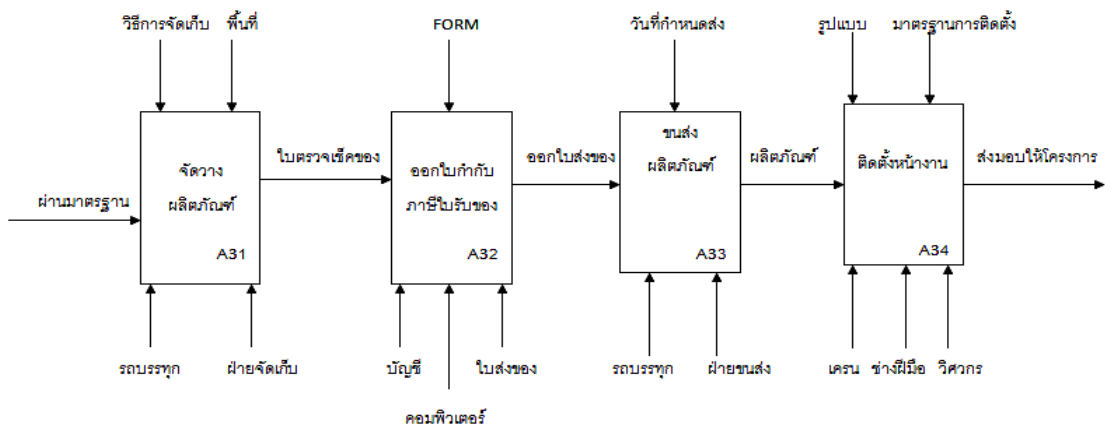 วิธีการจัดเก็บ พื้นที่ FORM วันที่กำหนดส่ง รูปแบบ มาตรฐานการติดตั้ง
จัดวาง
ผลิตภัณฑ์
A31
ออกใบกำกับ
ภาษีใบรับของ
A32
ขนส่ง
ผลิตภัณฑ์
A33
ติดตั้งหน้างาน
A34
ผ่านมาตรฐาน
ใบตรวจเช็คของ
ออกใบส่งของ
ผลิตภัณฑ์
ส่งมอบให้โครงการ
รถบรรทุก ฝ่ายจัดเก็บ บัญชี ใบส่งของ รถบรรทุก ฝ่ายขนส่ง เครน ช่างฝีมือ วิศวกร
คอมพิวเตอร์